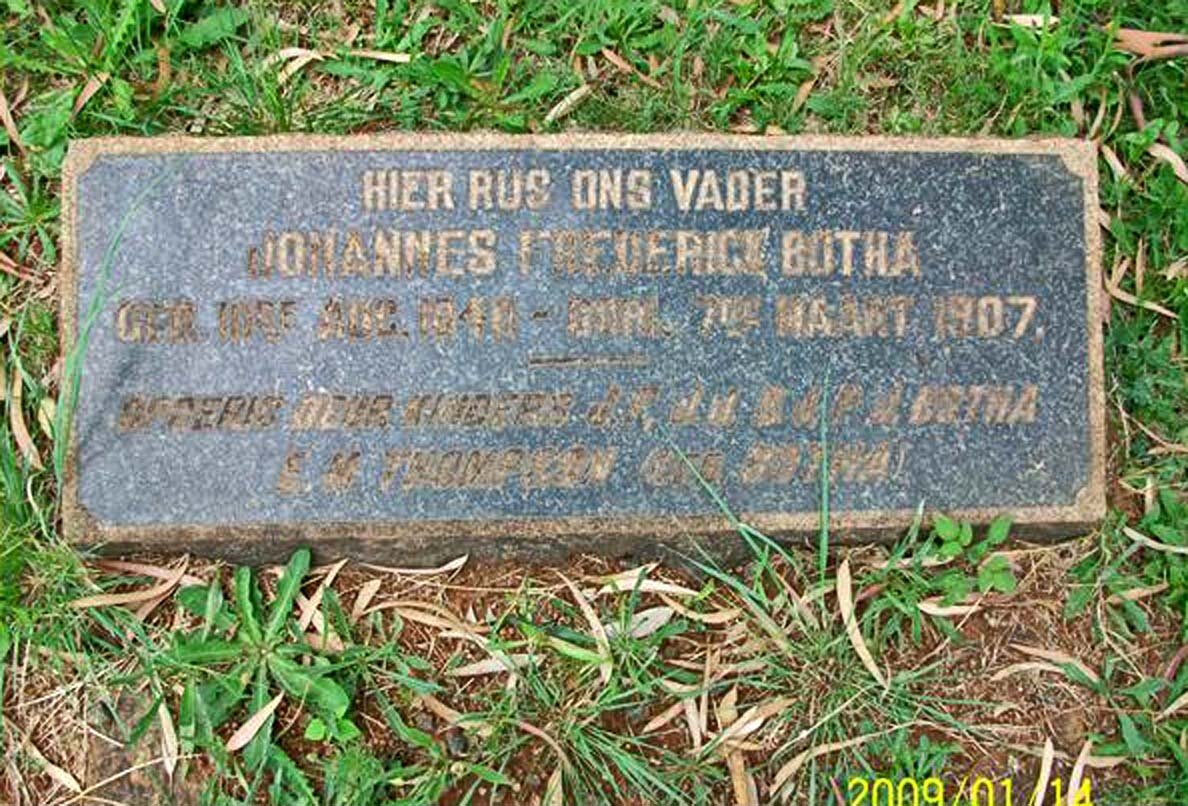 HIER RUS ONS VADER
JOHANNES FREDERICK BOTHA
GEB. 10DE AUG. 1848 - OORL. 7DE MAART 1907.
OPGERIG DEUR KINDERS J.F, J.H D.J, P.J. BOTHA
E M THOMPSON GEB BOTHA
2009/01/14